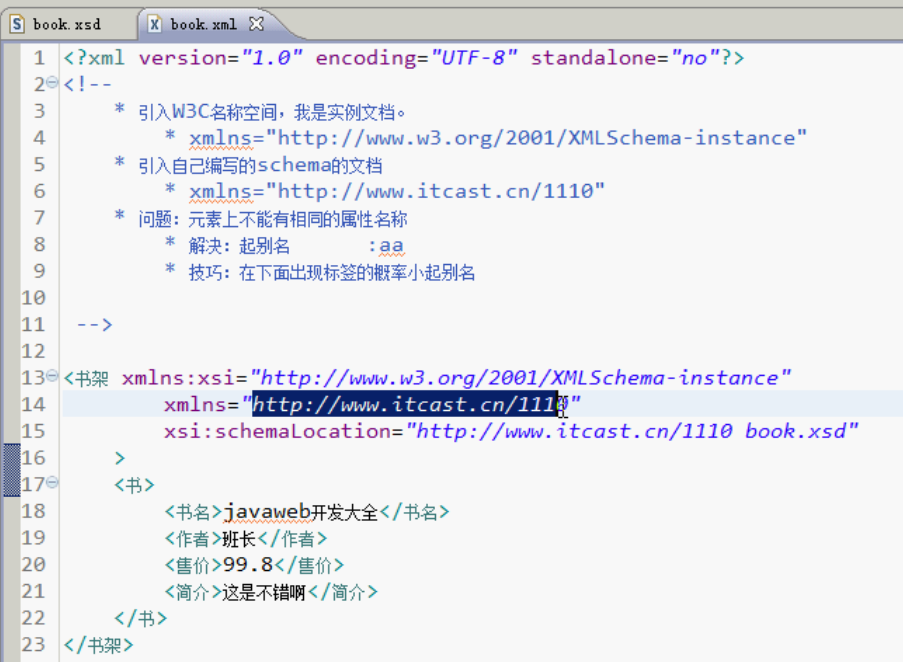 book.xsd book.xml
1 <?xml version="1.0" encoding="UTF-8" standalone="no"?>
2 <!--
3 * 引入W3C名称空间，我是实例文档。
4 * xmlns="http://www.w3.org/2001/XMLSchema-instance"
5 * 引入自己编写的schema的文档
6 * xmlns="http://www.itcast.cn/1110"
7 * 问题：元素上不能有相同的属性名称
8 * 解决：起别名 :aa
9 * 技巧：在下面出现标签的概率小起别名
10
11 -->
12
13 <书架 xmlns:xsi="http://www.w3.org/2001/XMLSchema-instance"
14 xmlns="http://www.itcast.cn/1110"
15 xsi:schemaLocation="http://www.itcast.cn/1110 book.xsd"
16 >
17 <书>
18 <书名>javaweb开发大全</书名>
19 <作者>班长</作者>
20 <售价>99.8</售价>
21 <简介>这是不错啊</简介>
22 </书>
23 </书架>